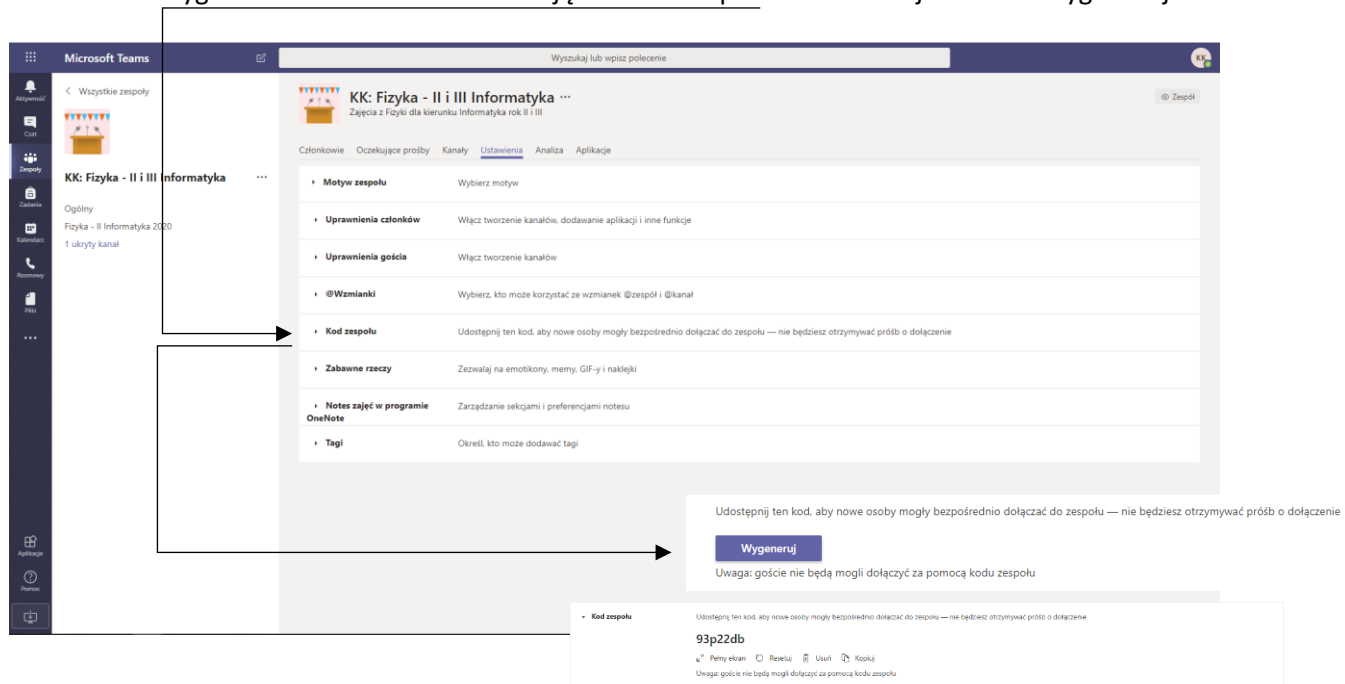 Microsoft Teams
Wyszukaj lub wpisz polecenie
KK
Aktywność
Czat
Zespoły
Zadania
Kalendarz
Rozmowy
Pliki
Aplikacje
Pomoc
Wszystkie zespoły
KK: Fizyka - II i III Informatyka
Ogólny
Fizyka - II Informatyka 2020
1 ukryty kanał
KK: Fizyka - II i III Informatyka
Zajęcia z Fizyki dla kierunku Informatyka rok II i III
Zespół
Członkowie Oczekujące prośby Kanały Ustawienia Analiza Aplikacje
Motyw zespołu Wybierz motyw
Uprawnienia członków Włącz tworzenie kanałów, dodawanie aplikacji i inne funkcje
Uprawnienia gościa Włącz tworzenie kanałów
@Wzmianki Wybierz, kto może korzystać ze wzmianek @zespół i @kanał
Kod zespołu Udostępnij ten kod, aby nowe osoby mogły bezpośrednio dołączać do zespołu — nie będziesz otrzymywać próśb o dołączenie
Zabawne rzeczy Zezwalaj na emotikony, memy, GIF-y i naklejki
Notes zajęć w programie OneNote Zarządzanie sekcjami i preferencjami notesu
Tagi Określ, kto może dodawać tagi
Udostępnij ten kod, aby nowe osoby mogły bezpośrednio dołączać do zespołu — nie będziesz otrzymywać próśb o dołączenie
Wygeneruj
Uwaga: goście nie będą mogli dołączyć za pomocą kodu zespołu
Kod zespołu Udostępnij ten kod, aby nowe osoby mogły bezpośrednio dołączać do zespołu — nie będziesz otrzymywać próśb o dołączenie
93p22db
Pełny ekran Resetuj Usuń Kopiuj
Uwaga: goście nie będą mogli dołączyć za pomocą kodu zespołu